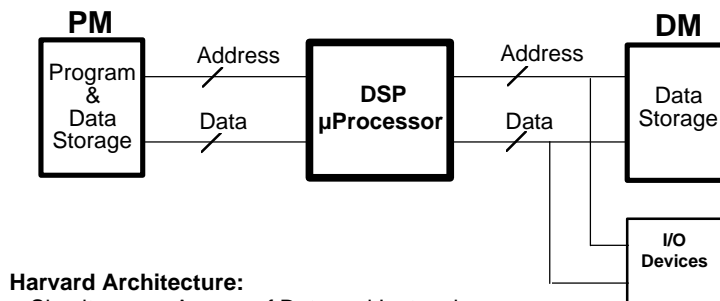 PM
DM
Program
&
Data
Storage
Address
Data
DSP
µProcessor
Address
Data
Data
Storage
I/O
Devices
Harvard Architecture: